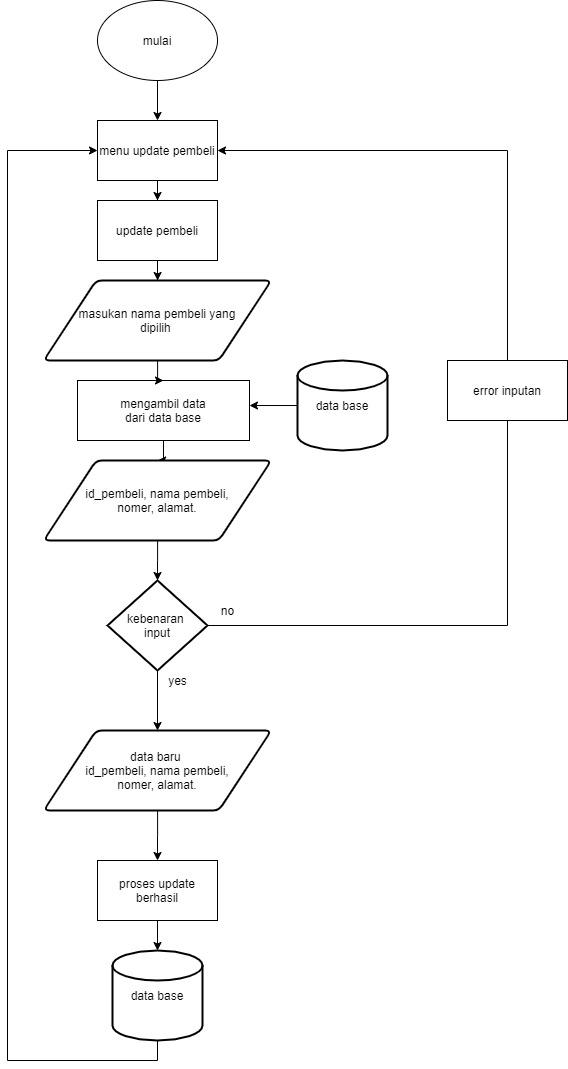 mulai
menu update pembeli
update pembeli
masukan nama pembeli yang
dipilih
mengambil data
dari data base
data base
error inputan
id_pembeli, nama pembeli,
nomer, alamat.
kebenaran
input
no
yes
data baru
id_pembeli, nama pembeli,
nomer, alamat.
proses update
berhasil
data base